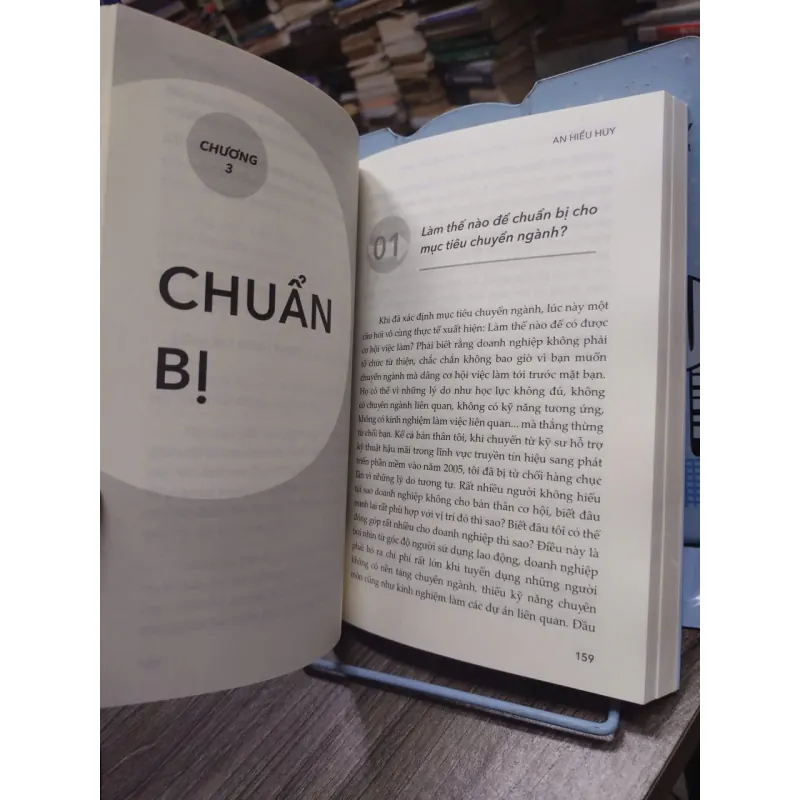 CHƯƠNG
3
CHUẨN
BỊ
AN HIỂU HUY
01
Làm thế nào để chuẩn bị cho
mục tiêu chuyển ngành?
Khi đã xác định mục tiêu chuyển ngành, lúc này một
câu hỏi vô cùng thực tế xuất hiện: Làm thế nào để có được
cơ hội việc làm? Phải biết rằng doanh nghiệp không phải
tổ chức từ thiện, chắc chắn không bao giờ vì bạn muốn
chuyển ngành mà dâng cơ hội việc làm tới trước mặt bạn.
Họ có thể vì những lý do như học lực không đủ, không
có chuyên ngành liên quan, không có kỹ năng tương ứng,
không có kinh nghiệm làm việc liên quan... mà thẳng thừng
từ chối bạn. Kể cả bản thân tôi, khi chuyển từ kỹ sư hỗ trợ
kỹ thuật hậu mãi trong lĩnh vực truyền tín hiệu sang phát
triển phần mềm vào năm 2005, tôi đã bị từ chối hàng chục
lần vì những lý do tương tự. Rất nhiều người không hiểu
tại sao doanh nghiệp không cho bản thân cơ hội, biết đâu
mình lại rất phù hợp với vị trí đó thì sao? Biết đâu tôi có thể
đóng góp rất nhiều cho doanh nghiệp thì sao? Điều này là
bởi nhìn từ góc độ người sử dụng lao động, doanh nghiệp
phải bỏ ra chi phí rất lớn khi tuyển dụng những người
không có nền tảng chuyên ngành, thiếu kỹ năng chuyên
môn cũng như kinh nghiệm làm các dự án liên quan. Đầu
159